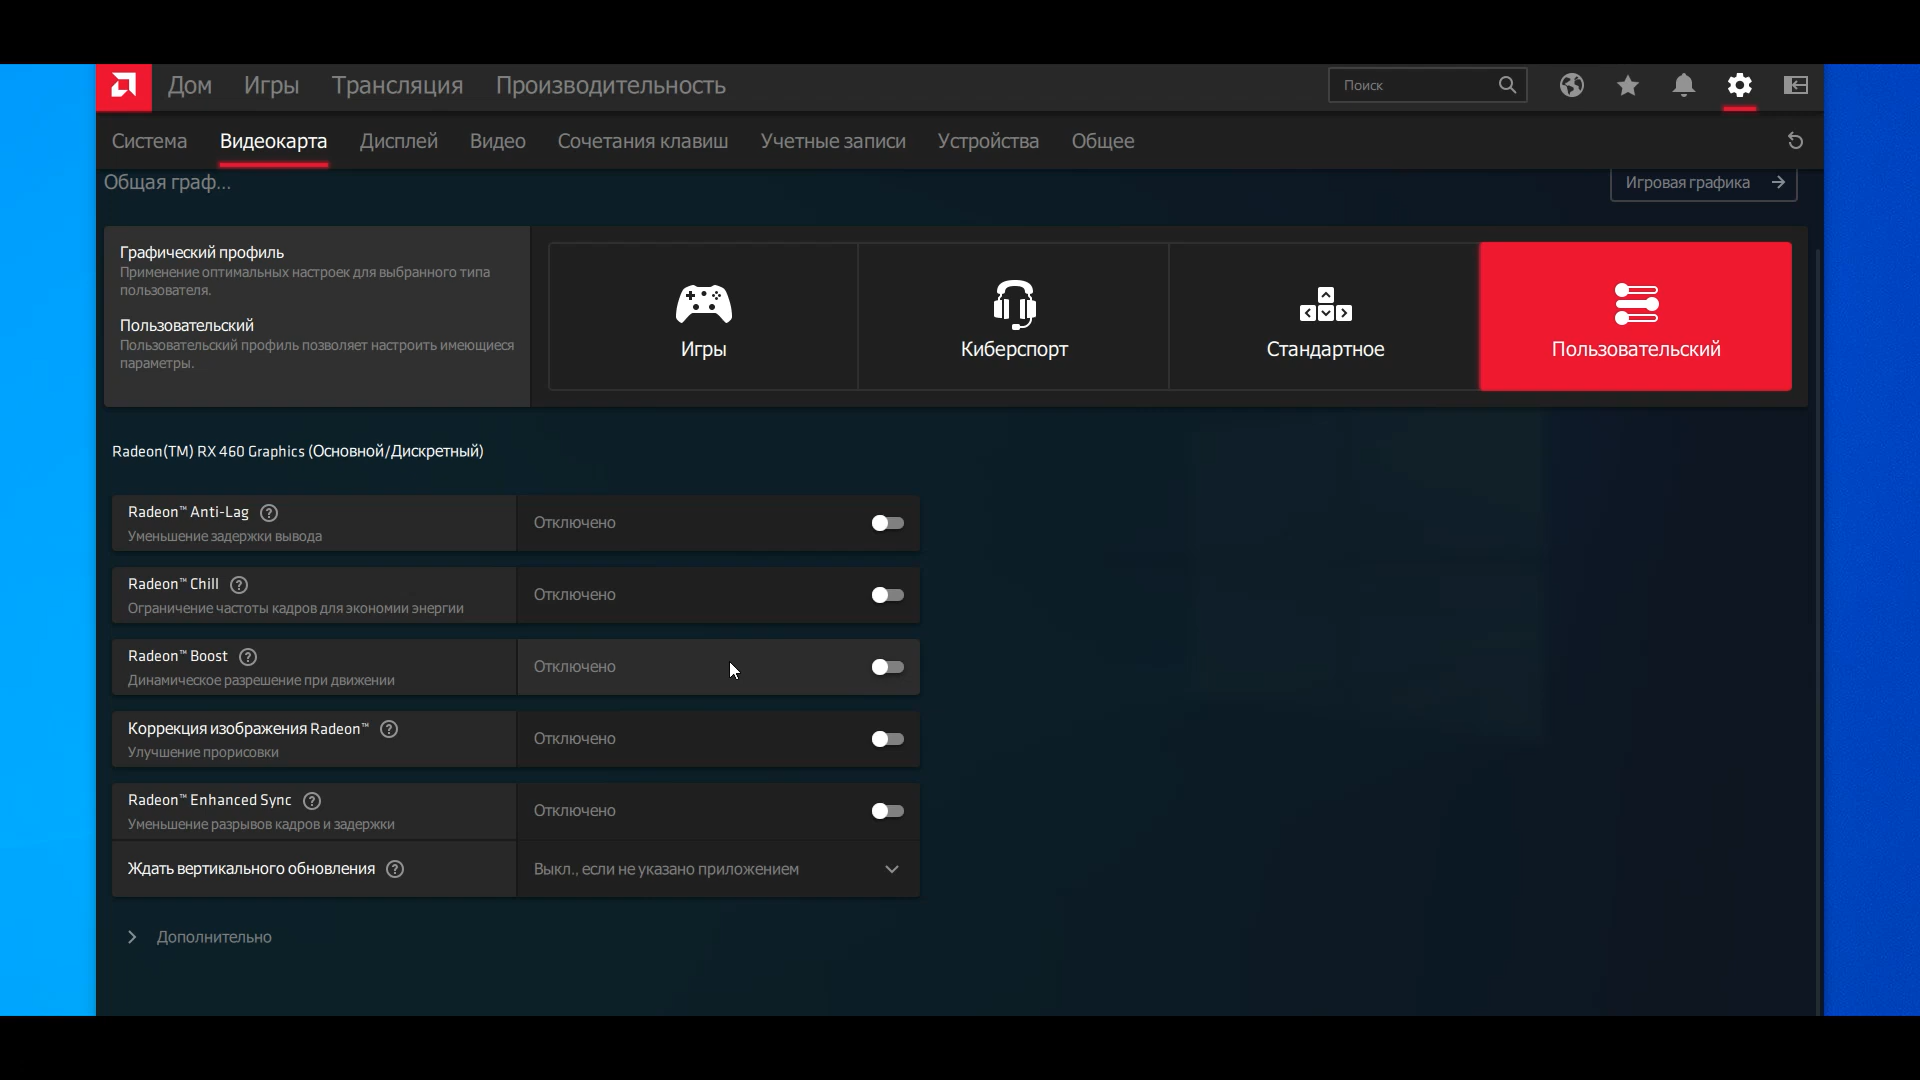 Дом Игры Трансляция Производительность Поиск
Система Видеокарта Дисплей Видео Сочетания клавиш Учетные записи Устройства Общее
Общая граф... Игровая графика
Графический профиль
Применение оптимальных настроек для выбранного типа
пользователя.
Пользовательский
Пользовательский профиль позволяет настроить имеющиеся
параметры.
Игры Киберспорт Стандартное Пользовательский
Radeon(TM) RX 460 Graphics (Основной/Дискретный)
Radeon™ Anti-Lag ?
Уменьшение задержки вывода
Отключено
Radeon™ Chill ?
Ограничение частоты кадров для экономии энергии
Отключено
Radeon™ Boost ?
Динамическое разрешение при движении
Отключено
Коррекция изображения Radeon™ ?
Улучшение прорисовки
Отключено
Radeon™ Enhanced Sync ?
Уменьшение разрывов кадров и задержки
Отключено
Ждать вертикального обновления ?
Выкл., если не указано приложением
Дополнительно